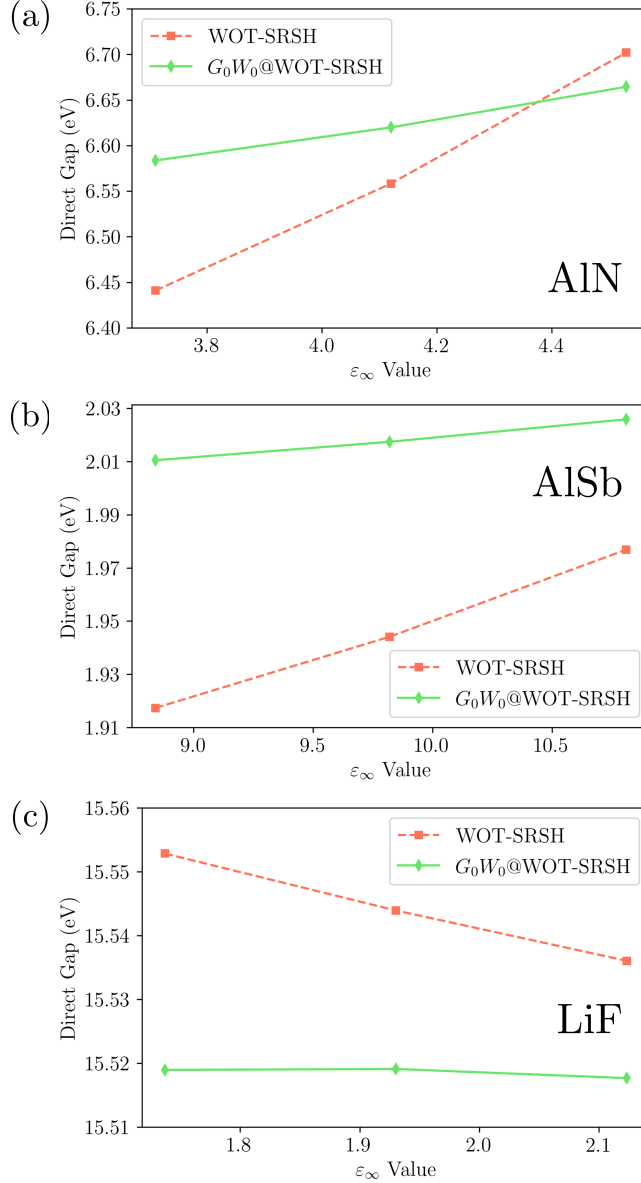 (a)
6.75
6.70
6.65
6.60
6.55
6.50
6.45
6.40
Direct Gap (eV)
WOT-SRSH
G₀W₀@WOT-SRSH
AlN
3.8 4.0 4.2 4.4
ε∞ Value
(b)
2.03
2.01
1.99
1.97
1.95
1.93
1.91
Direct Gap (eV)
AlSb
WOT-SRSH
G₀W₀@WOT-SRSH
9.0 9.5 10.0 10.5
ε∞ Value
(c)
15.56
15.55
15.54
15.53
15.52
15.51
Direct Gap (eV)
WOT-SRSH
G₀W₀@WOT-SRSH
LiF
1.8 1.9 2.0 2.1
ε∞ Value